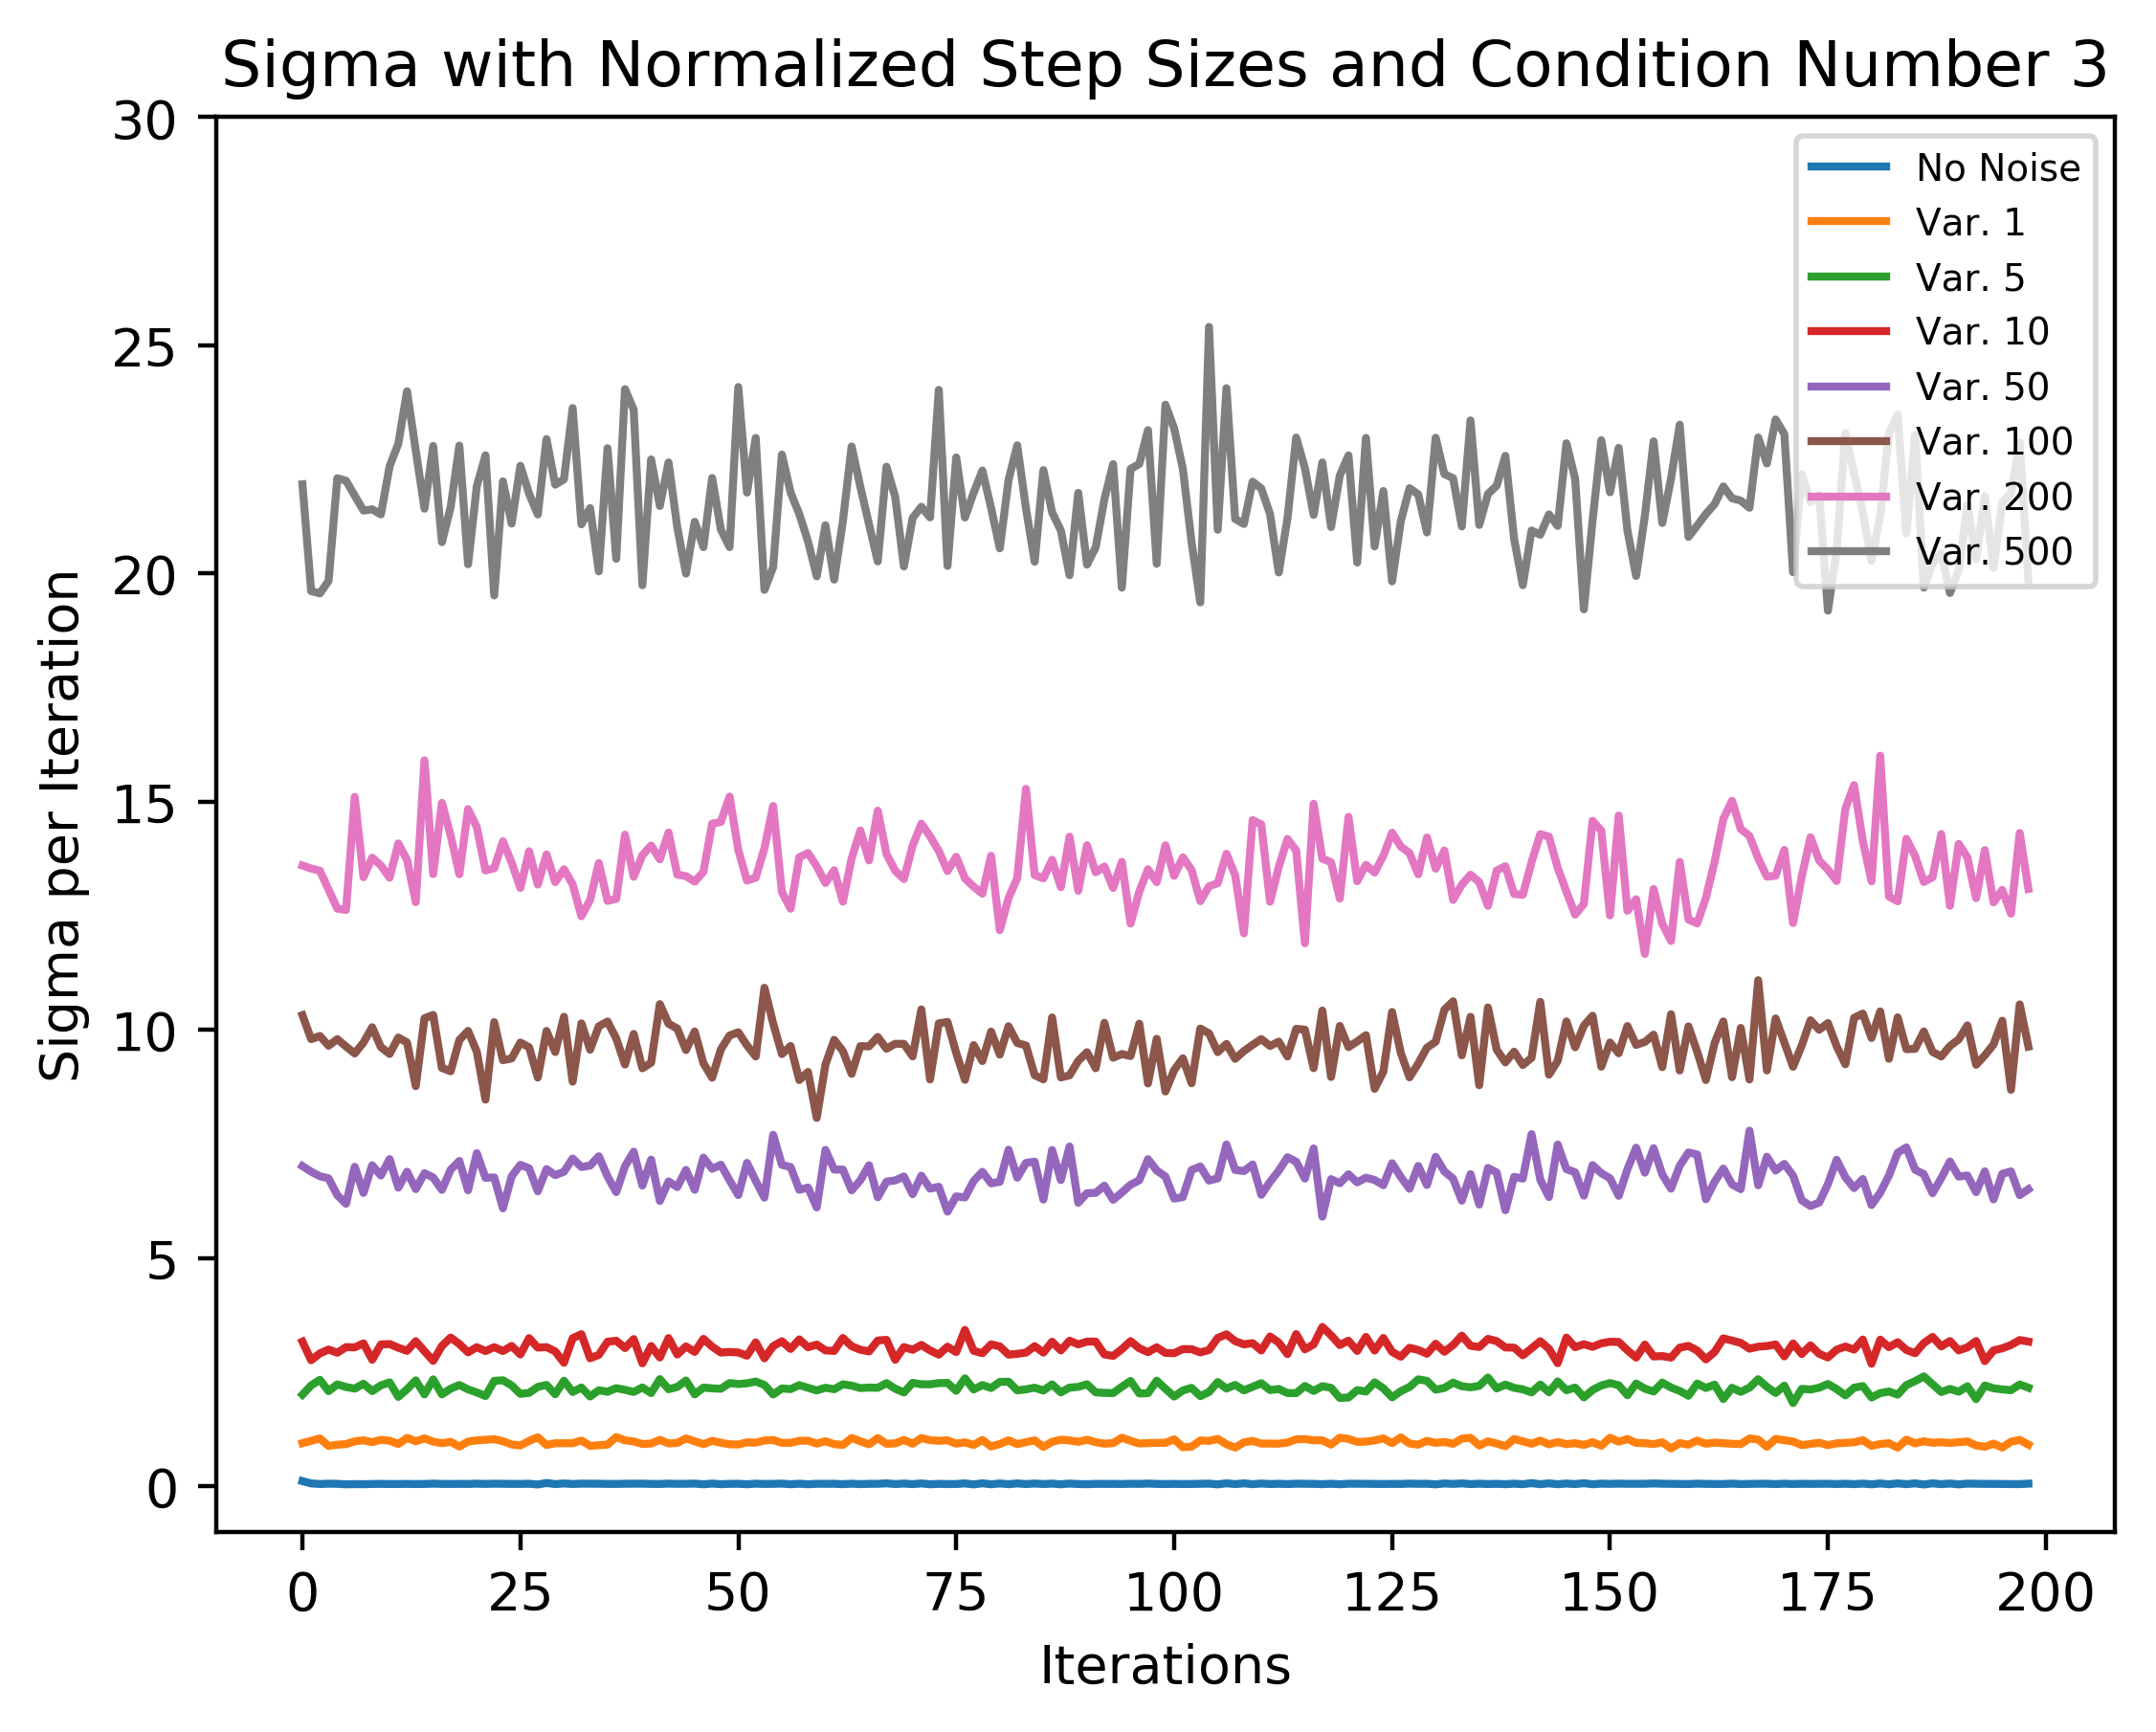 Sigma with Normalized Step Sizes and Condition Number 3
30
25
20
15
10
5
0
Sigma per Iteration
No Noise
Var. 1
Var. 5
Var. 10
Var. 50
Var. 100
Var. 200
Var. 500
0 25 50 75 100 125 150 175 200
Iterations